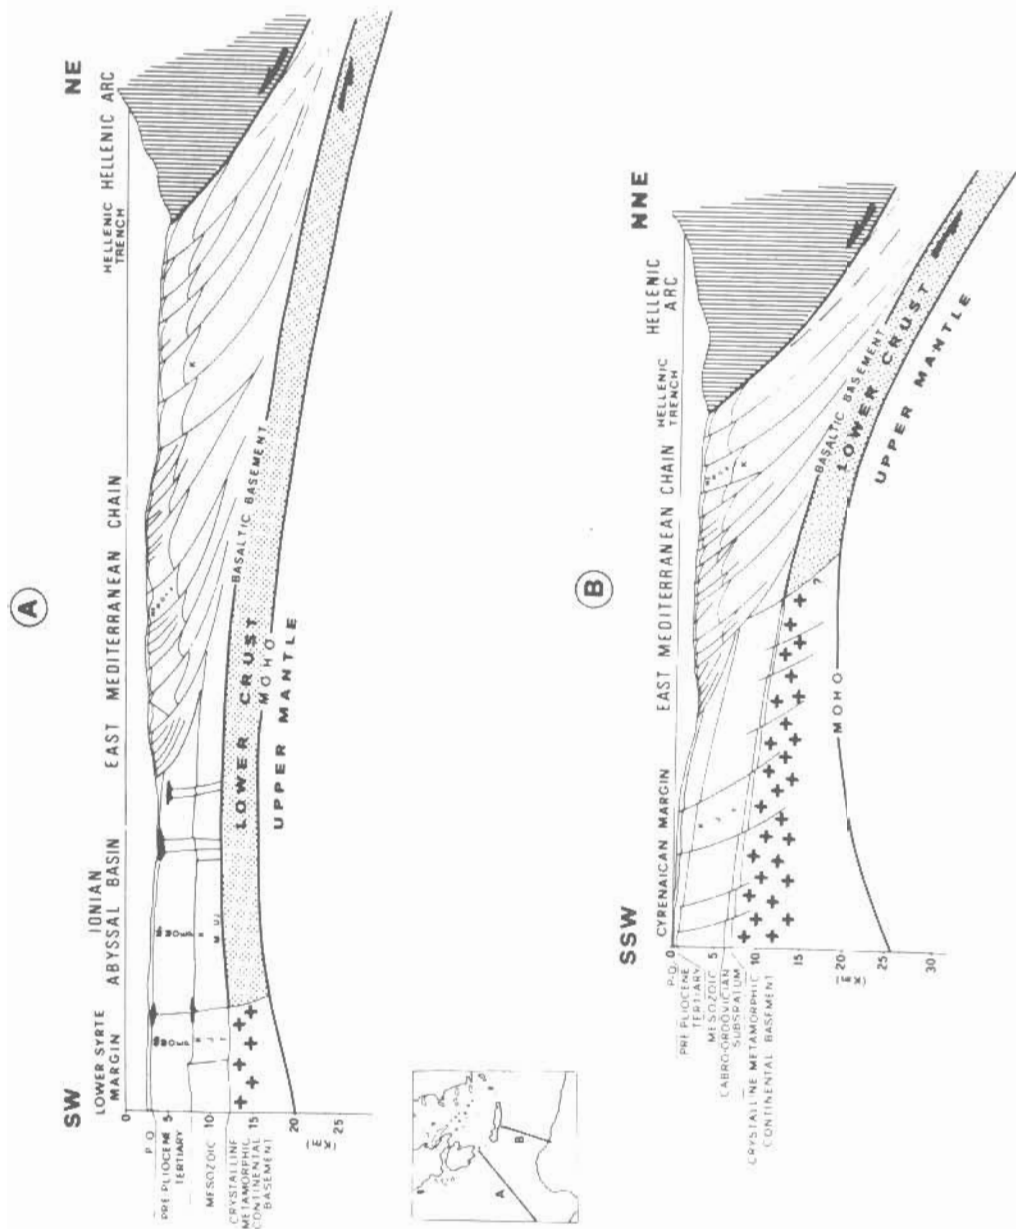 A
SW
NE
LOWER SYRTE
MARGIN
IONIAN
ABYSSAL BASIN
EAST MEDITERRANEAN CHAIN
HELLENIC
TRENCH
HELLENIC ARC
0
5
10
15
20
25
(KM)
P.Q.
PRE PLIOCENE
TERTIARY
MESOZOIC
CRYSTALLINE
METAMORPHIC
CONTINENTAL
BASEMENT
K
BASALTIC BASEMENT
LOWER CRUST
MOHO
UPPER MANTLE
A
B
B
SSW
NNE
CYRENAICAN MARGIN
EAST MEDITERRANEAN CHAIN
HELLENIC
TRENCH
HELLENIC
ARC
0
5
10
15
20
25
30
(KM)
P.Q.
PRE PLIOCENE
TERTIARY
MESOZOIC
CABRO-ORDOVICIAN
SUBSRATUM
CRYSTALLINE METAMORPHIC
CONTINENTAL BASEMENT
K
?
BASALTIC BASEMENT
LOWER CRUST
UPPER MANTLE
MOHO